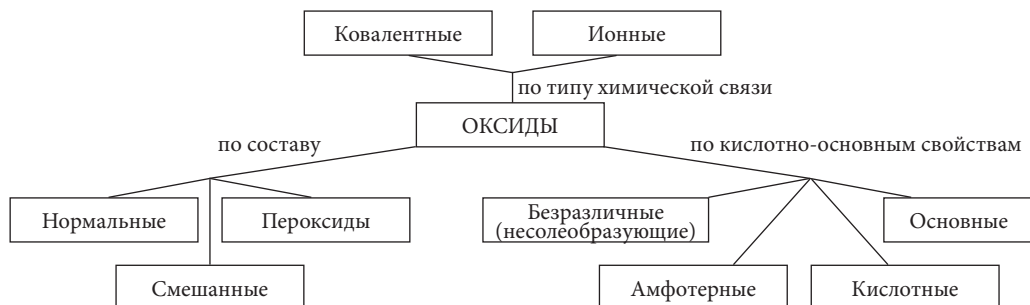 Ковалентные
Ионные
по типу химической связи
ОКСИДЫ
по составу
по кислотно-основным свойствам
Нормальные
Пероксиды
Безразличные
(несолеобразующие)
Основные
Смешанные
Амфотерные
Кислотные